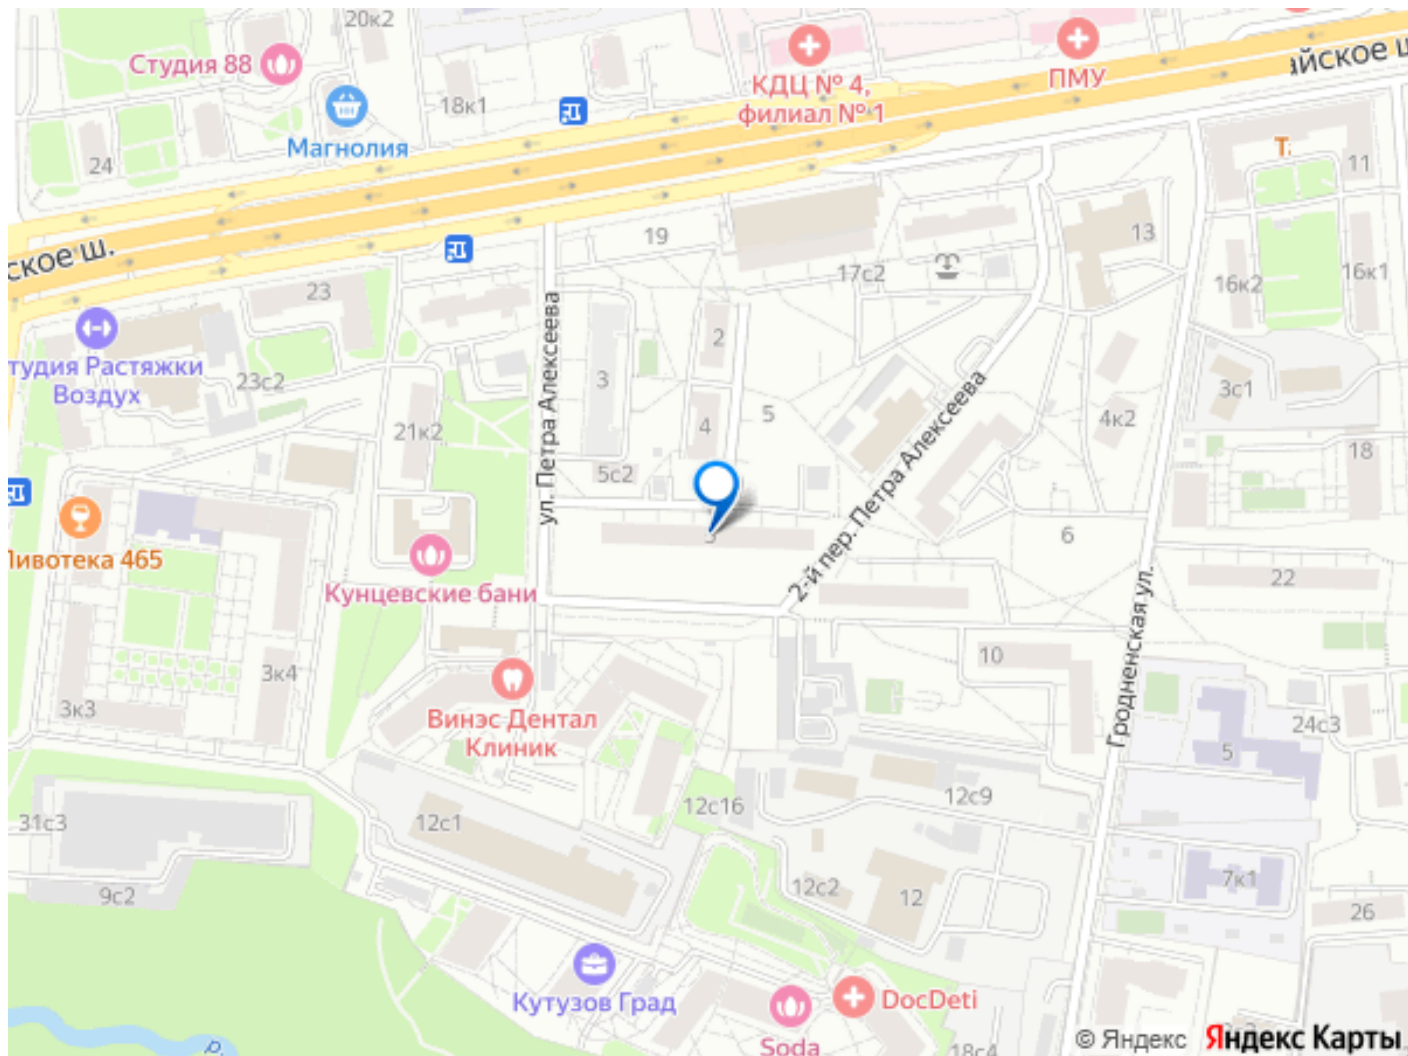 20к2
Студия 88
КДЦ № 4,
филиал № 1
ПМУ
айское ш
18к1
Магнолия
24
11
19
13
ское ш.
17с2
16к2
16к1
23
ул. Петра Алексеева
2
тудия Растяжки
Воздух
23с2
3
3с1
5
4
4к2
21к2
2-й пер. Петра Алексеева
18
5с2
6
Пивотека 465
22
Кунцевские бани
Гродненская ул.
10
3к4
3к3
Винэс Дентал
Клиник
24с3
5
12с16
12с9
31с3
12с1
12с2
12
7к1
9с2
26
Кутузов Град
DocDeti
Soda
18с4
р.
© Яндекс Яндекс Карты